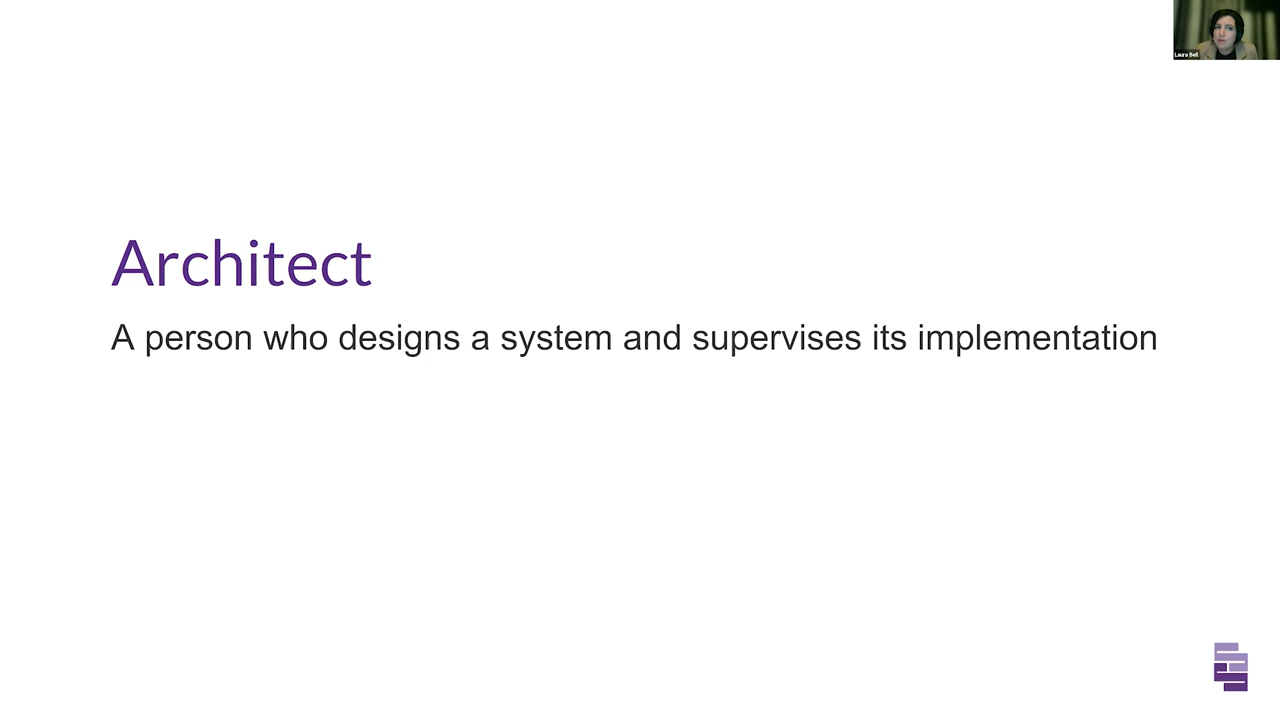 Laura Bell
Architect
A person who designs a system and supervises its implementation